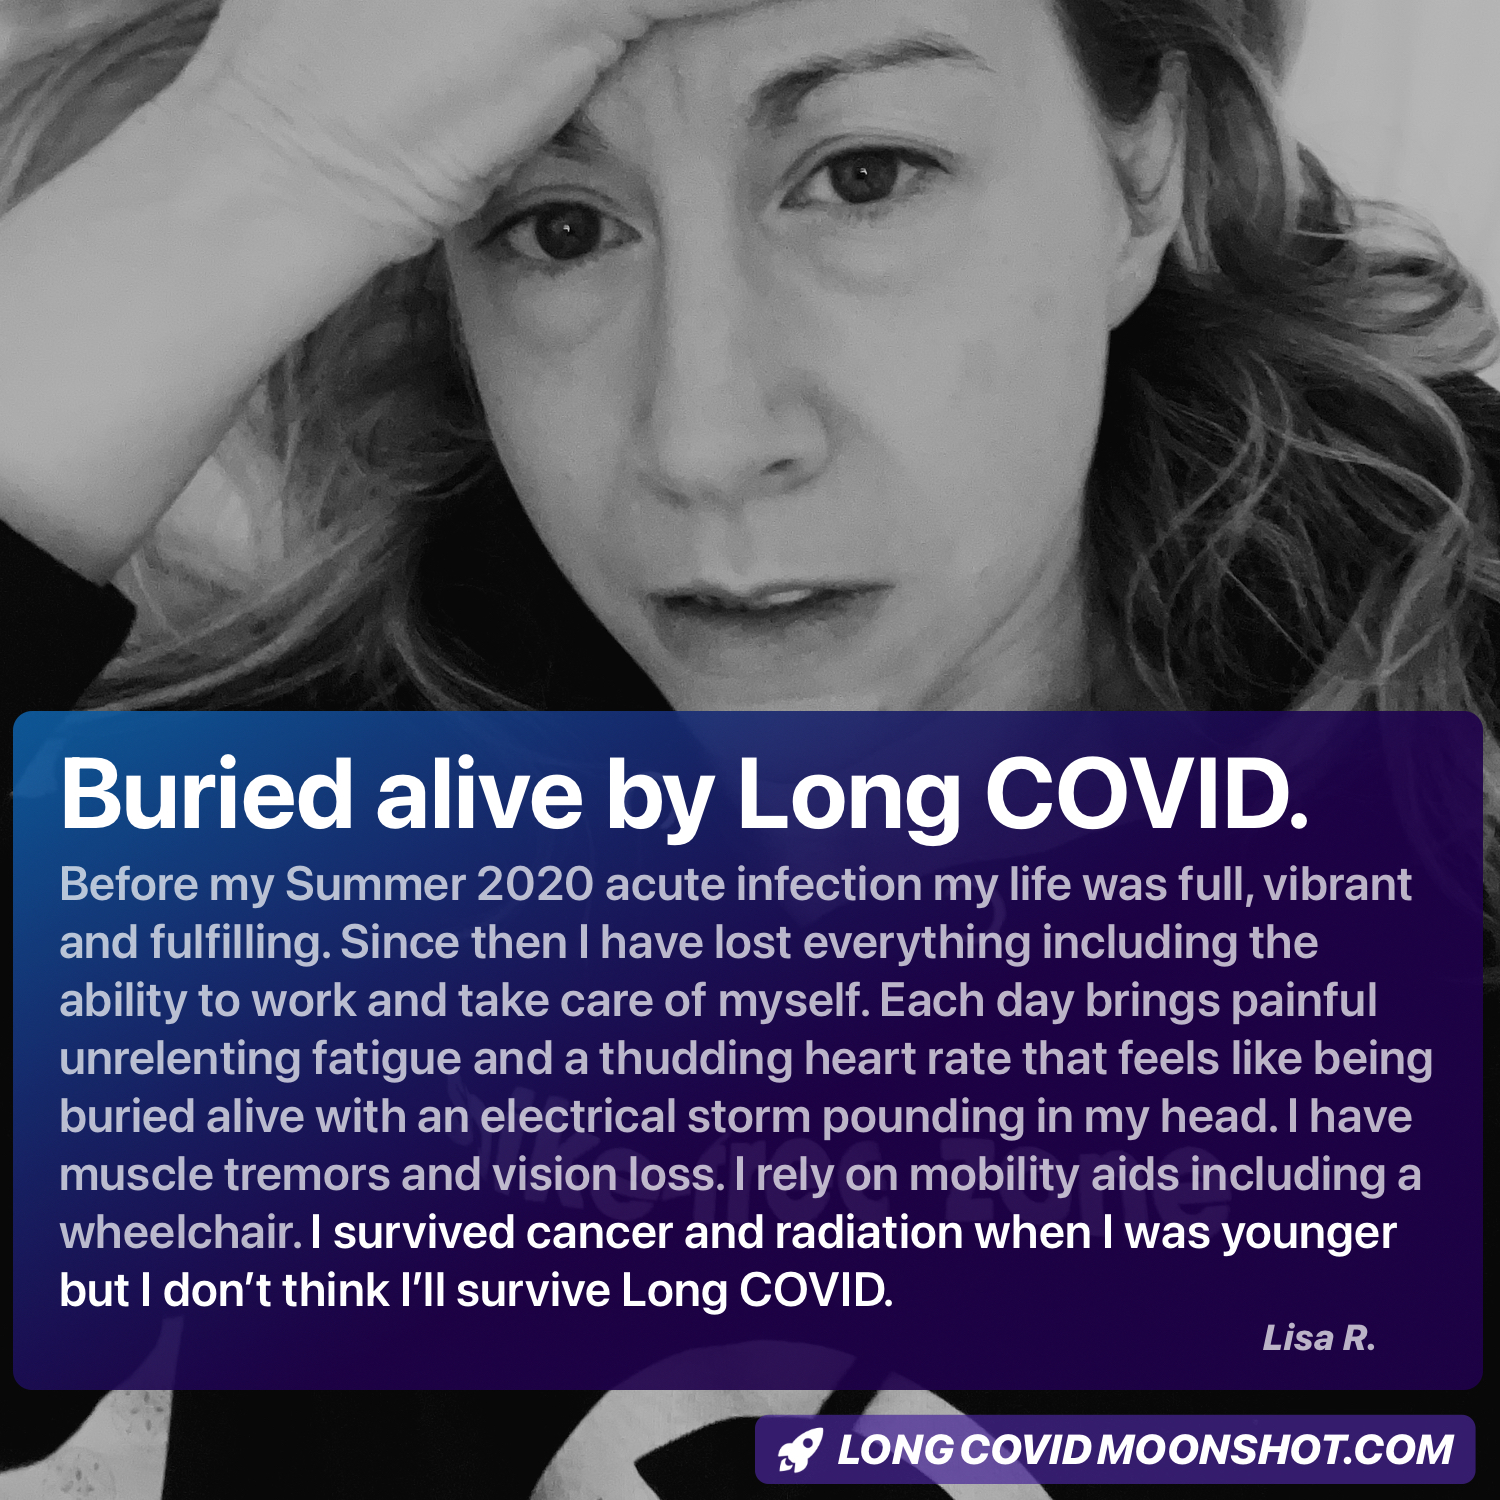 Buried alive by Long COVID.
Before my Summer 2020 acute infection my life was full, vibrant
and fulfilling. Since then I have lost everything including the
ability to work and take care of myself. Each day brings painful
unrelenting fatigue and a thudding heart rate that feels like being
buried alive with an electrical storm pounding in my head. I have
muscle tremors and vision loss. I rely on mobility aids including a
wheelchair. I survived cancer and radiation when I was younger
but I don’t think I’ll survive Long COVID.
Lisa R.
LONG COVID MOONSHOT.COM